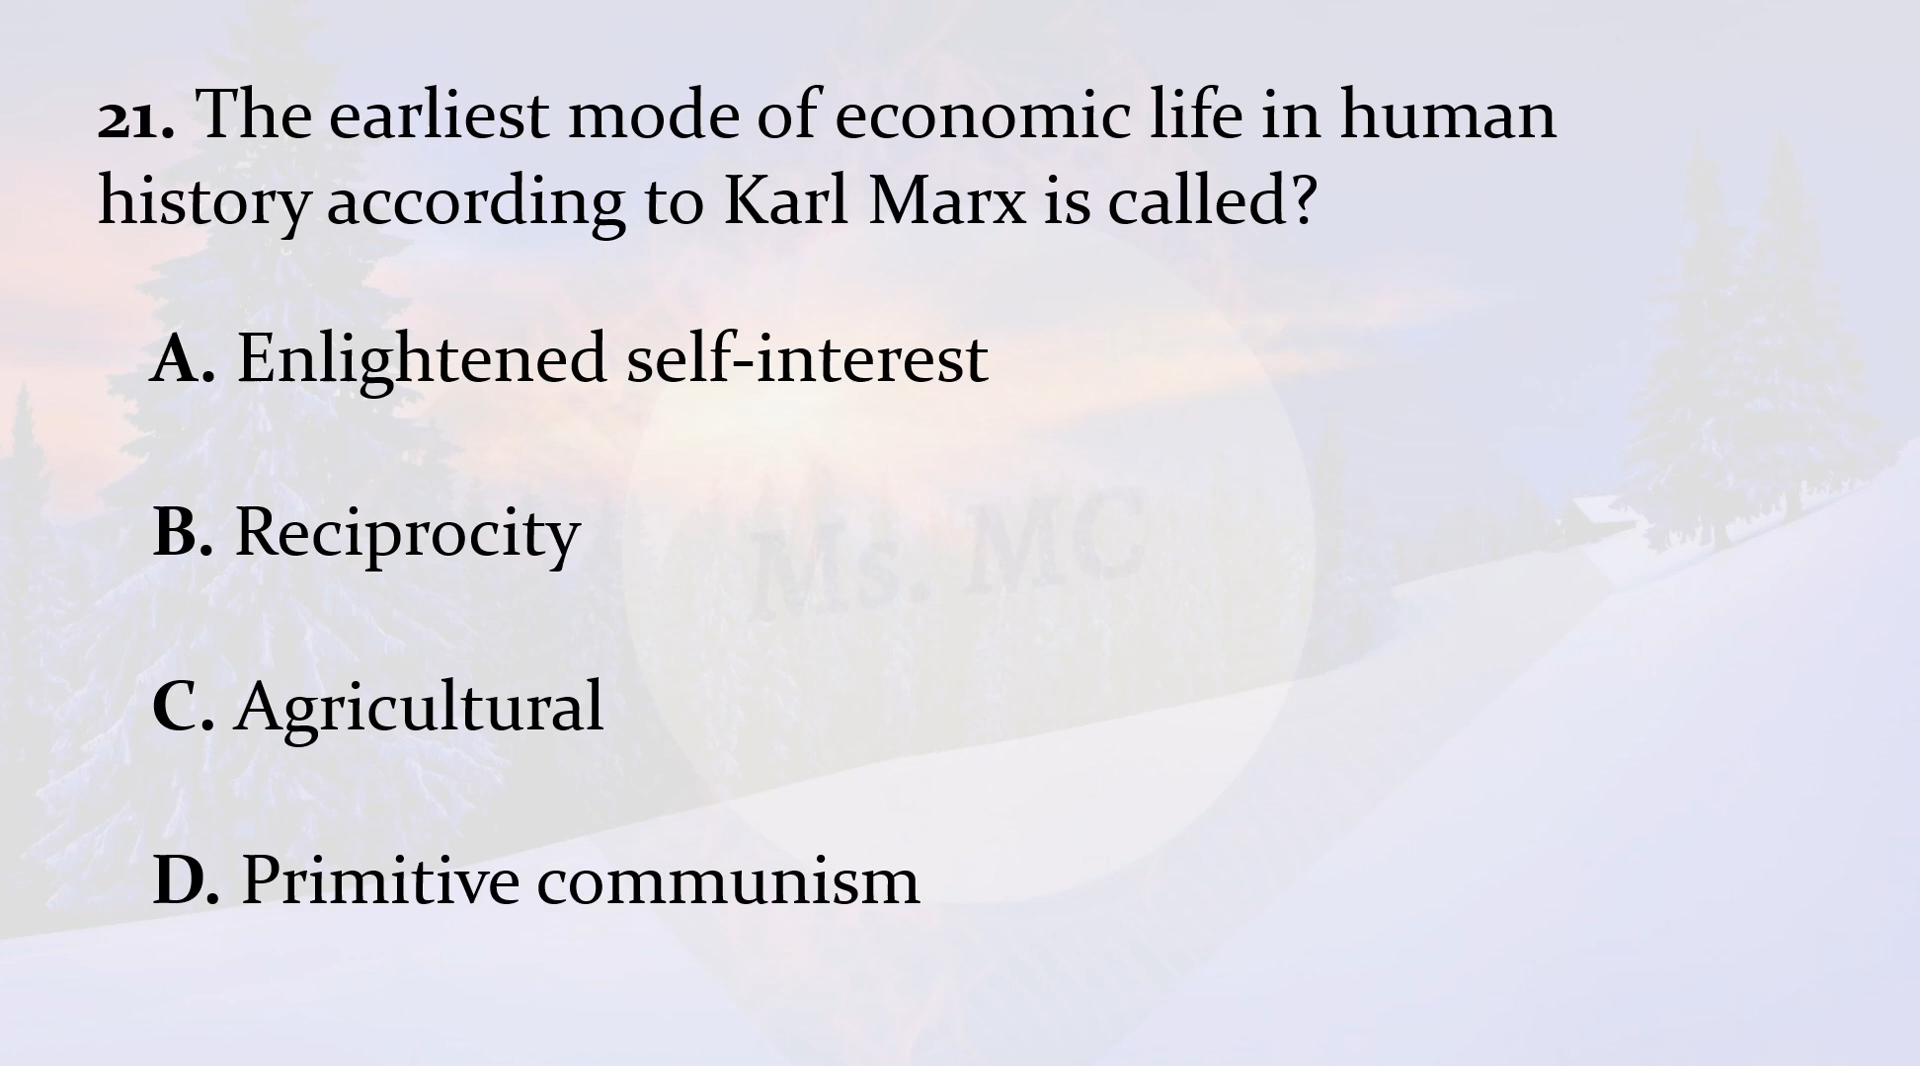 21. The earliest mode of economic life in human
history according to Karl Marx is called?
A. Enlightened self-interest
B. Reciprocity
Ms. MC
C. Agricultural
D. Primitive communism